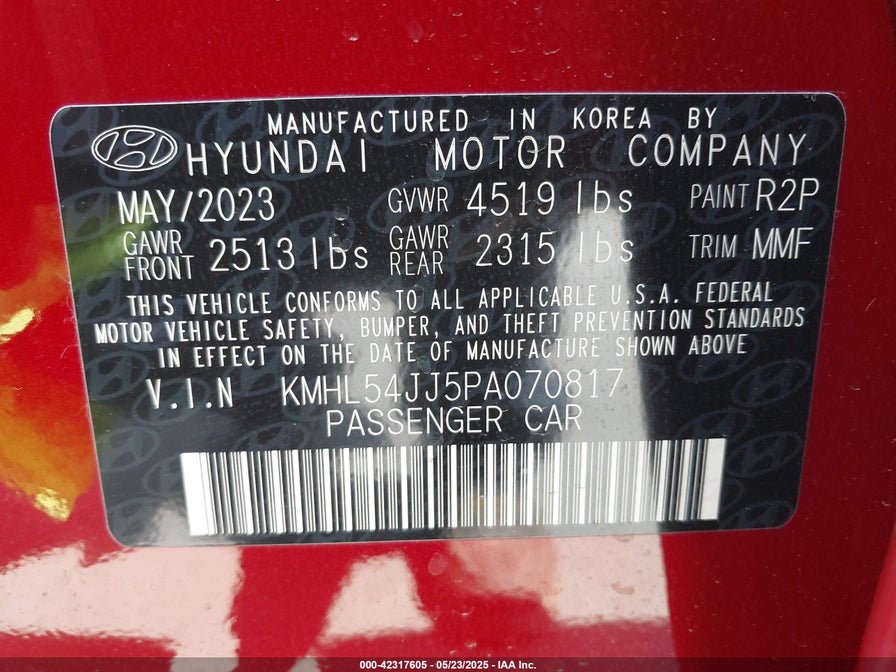 MANUFACTURED IN KOREA BY
HYUNDAI MOTOR COMPANY
MAY/2023 GVWR 4519 lbs PAINT R2P
GAWR FRONT 2513 lbs GAWR REAR 2315 lbs TRIM MMF
THIS VEHICLE CONFORMS TO ALL APPLICABLE U.S.A. FEDERAL
MOTOR VEHICLE SAFETY, BUMPER, AND THEFT PREVENTION STANDARDS
IN EFFECT ON THE DATE OF MANUFACTURE SHOWN ABOVE
V.I.N KMHL54JJ5PA070817
PASSENGER CAR
000-42317605 - 05/23/2025 - IAA Inc.